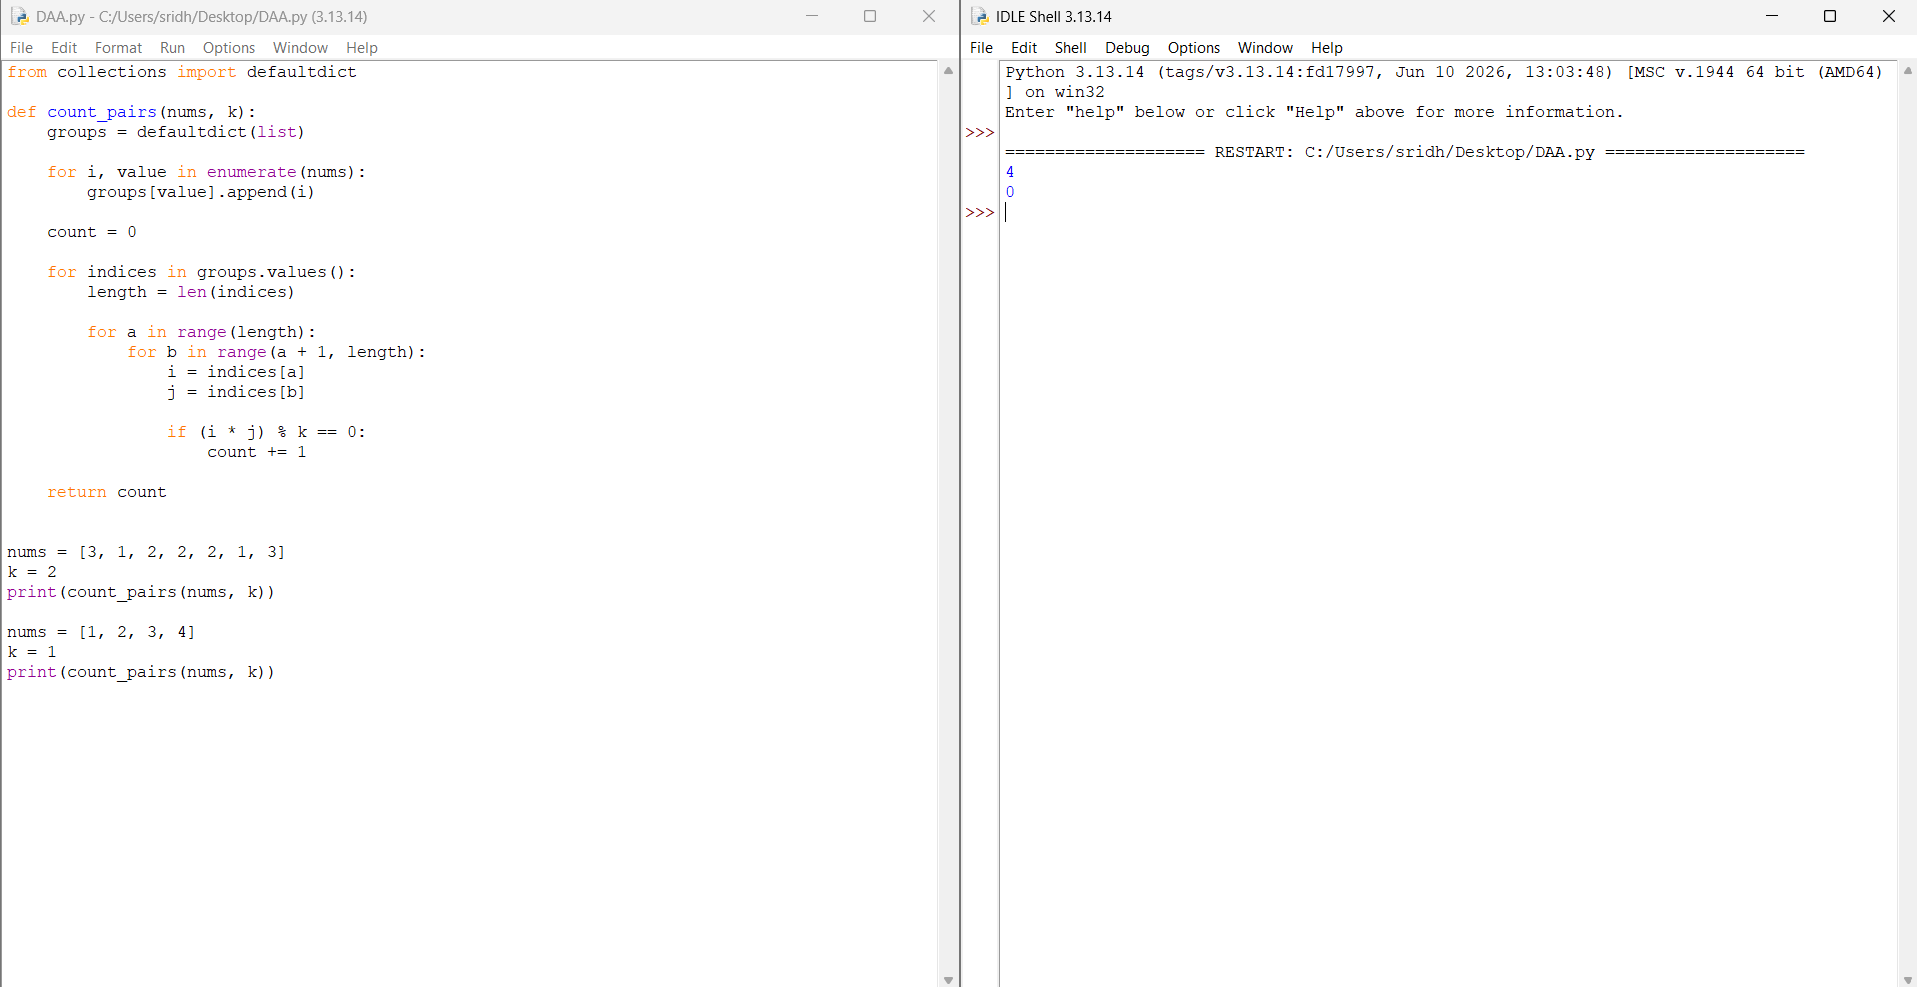 DAA.py - C:/Users/sridh/Desktop/DAA.py (3.13.14)
File Edit Format Run Options Window Help
from collections import defaultdict
def count_pairs(nums, k):
    groups = defaultdict(list)
    for i, value in enumerate(nums):
        groups[value].append(i)
    count = 0
    for indices in groups.values():
        length = len(indices)
        for a in range(length):
            for b in range(a + 1, length):
                i = indices[a]
                j = indices[b]
                if (i * j) % k == 0:
                    count += 1
    return count
nums = [3, 1, 2, 2, 2, 1, 3]
k = 2
print(count_pairs(nums, k))
nums = [1, 2, 3, 4]
k = 1
print(count_pairs(nums, k))
IDLE Shell 3.13.14
File Edit Shell Debug Options Window Help
Python 3.13.14 (tags/v3.13.14:fd17997, Jun 10 2026, 13:03:48) [MSC v.1944 64 bit (AMD64)
] on win32
Enter "help" below or click "Help" above for more information.
>>>
==================== RESTART: C:/Users/sridh/Desktop/DAA.py ====================
4
0
>>>